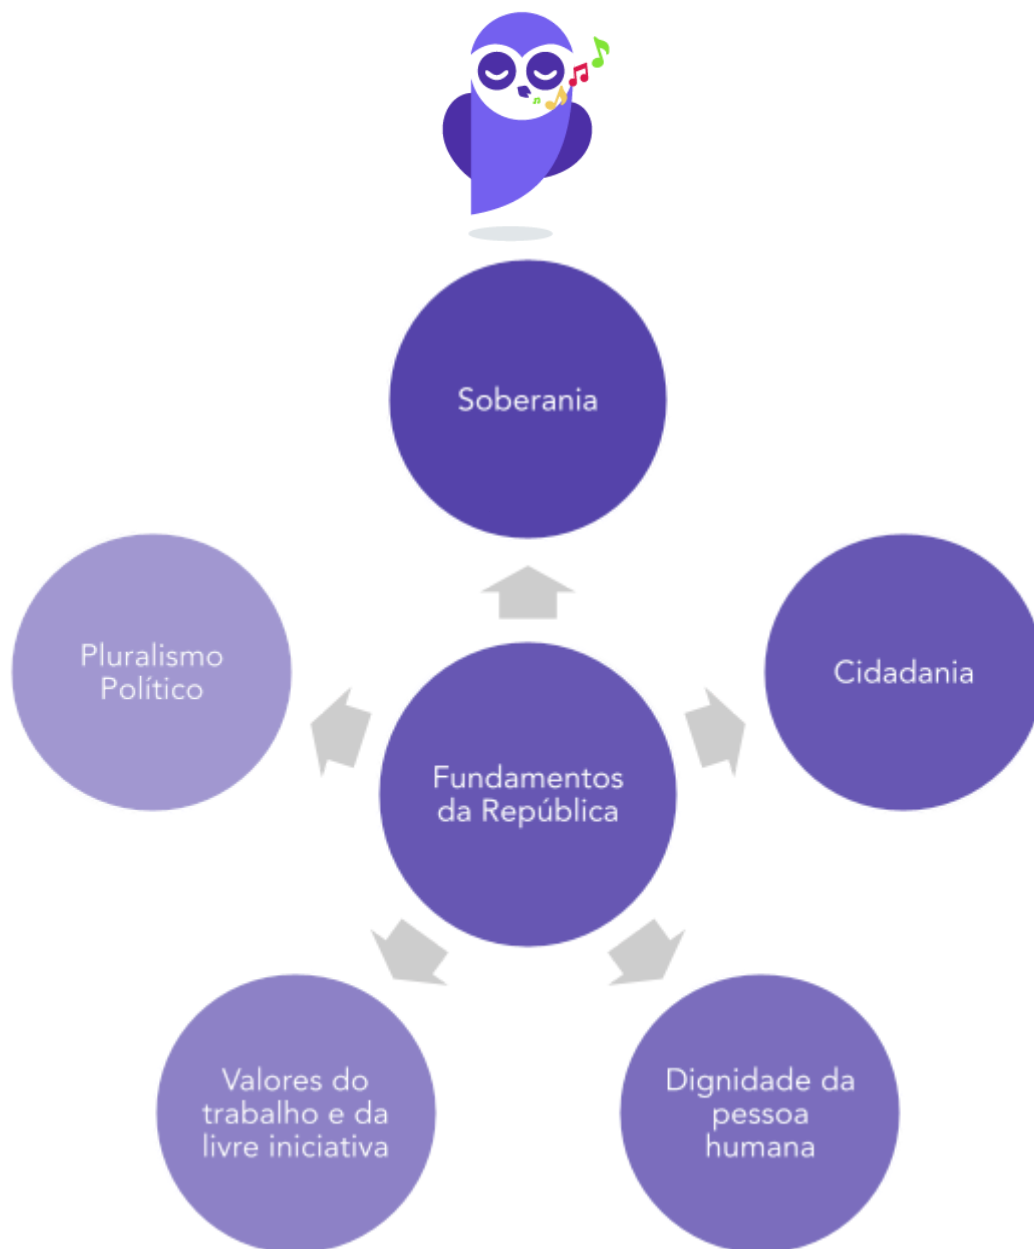 Soberania
Pluralismo
Político
Cidadania
Fundamentos
da República
Valores do
trabalho e da
livre iniciativa
Dignidade da
pessoa
humana